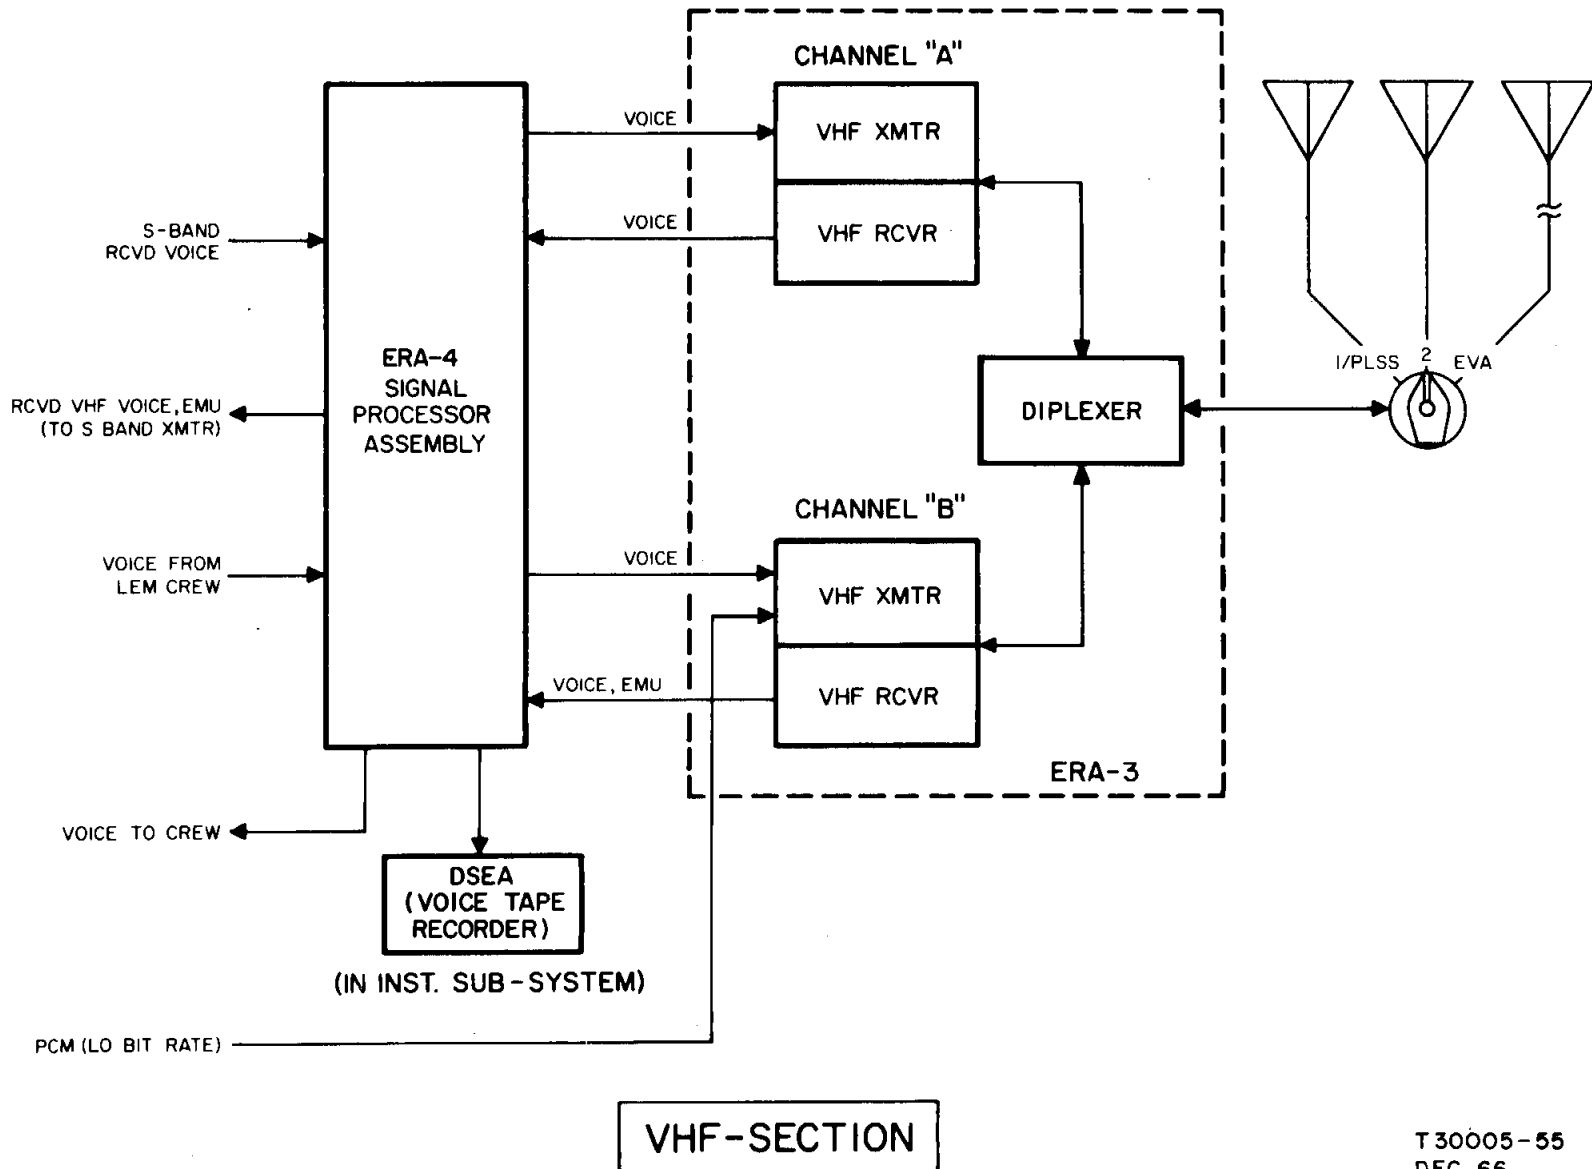 CHANNEL "A"
VOICE
VHF XMTR
VOICE
VHF RCVR
S-BAND
RCVD VOICE
ERA-4
SIGNAL
PROCESSOR
ASSEMBLY
1/PLSS
2
EVA
DIPLEXER
RCVD VHF VOICE, EMU
(TO S BAND XMTR)
CHANNEL "B"
VOICE
VHF XMTR
VOICE FROM
LEM CREW
VOICE, EMU
VHF RCVR
ERA-3
VOICE TO CREW
DSEA
(VOICE TAPE
RECORDER)
(IN INST. SUB-SYSTEM)
PCM (LO BIT RATE)
VHF-SECTION
T30005-55
DEC 66